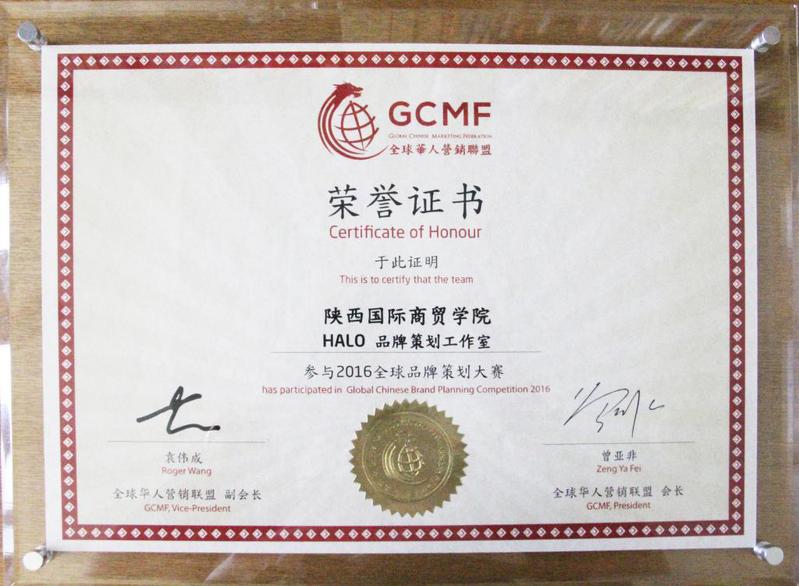 GCMF
GLOBAL CHINESE MARKETING FEDERATION
全球華人營銷聯盟
荣誉证书
Certificate of Honour
于此证明
This is to certify that the team
陕西国际商贸学院
HALO 品牌策划工作室
参与2016全球品牌策划大赛
has participated in Global Chinese Brand Planning Competition 2016
袁伟成
Roger Wang
全球华人营销联盟 副会长
GCMF, Vice-President
曾亚非
Zeng Ya Fei
全球华人营销联盟 会长
GCMF, President